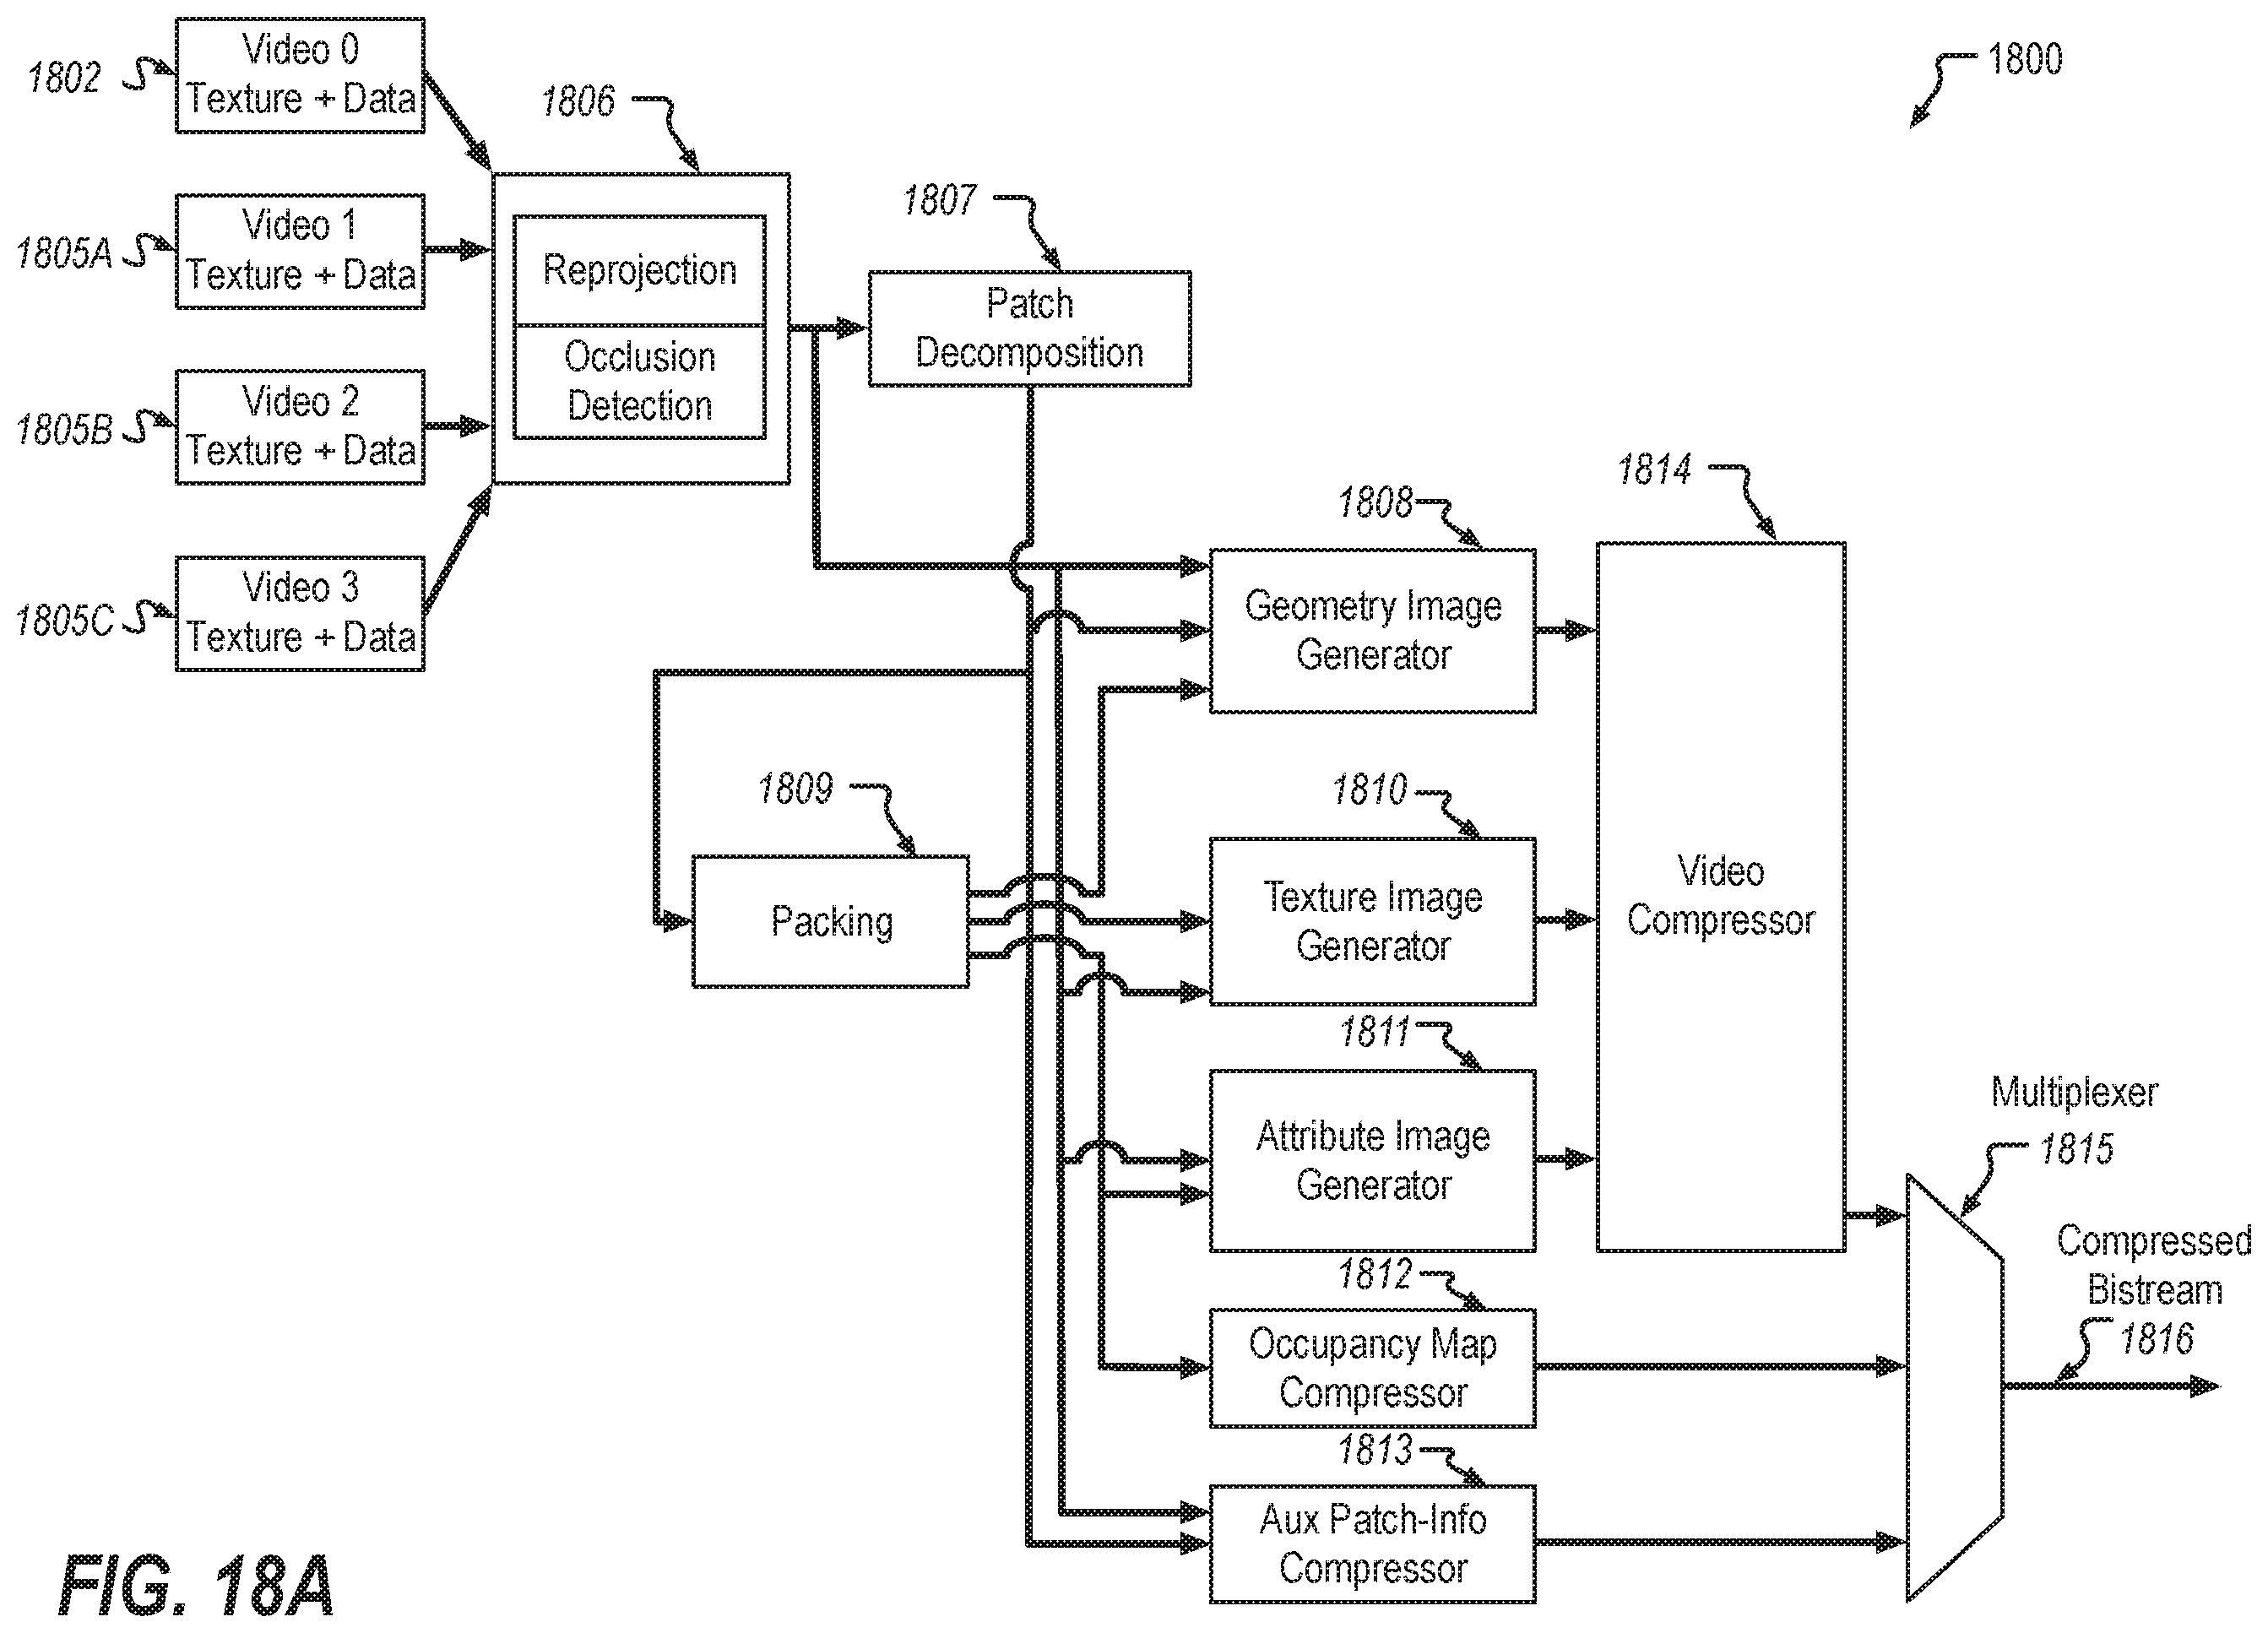 1800
1802
Video 0
Texture + Data
1805A
Video 1
Texture + Data
1805B
Video 2
Texture + Data
1805C
Video 3
Texture + Data
1806
Reprojection
Occlusion
Detection
1807
Patch
Decomposition
1808
Geometry Image
Generator
1809
Packing
1810
Texture Image
Generator
1811
Attribute Image
Generator
1812
Occupancy Map
Compressor
1813
Aux Patch-Info
Compressor
1814
Video
Compressor
Multiplexer
1815
Compressed
Bistream
1816
FIG. 18A